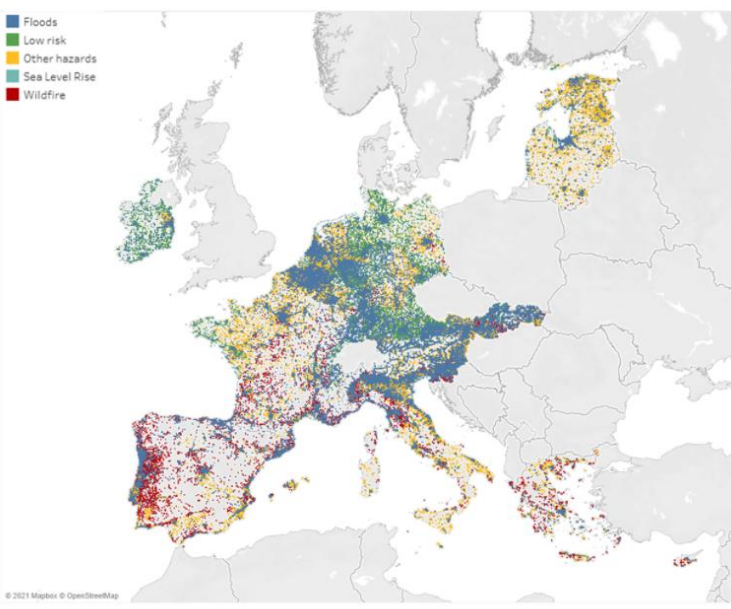 Floods
Low risk
Other hazards
Sea Level Rise
Wildfire
© 2021 Mapbox © OpenStreetMap